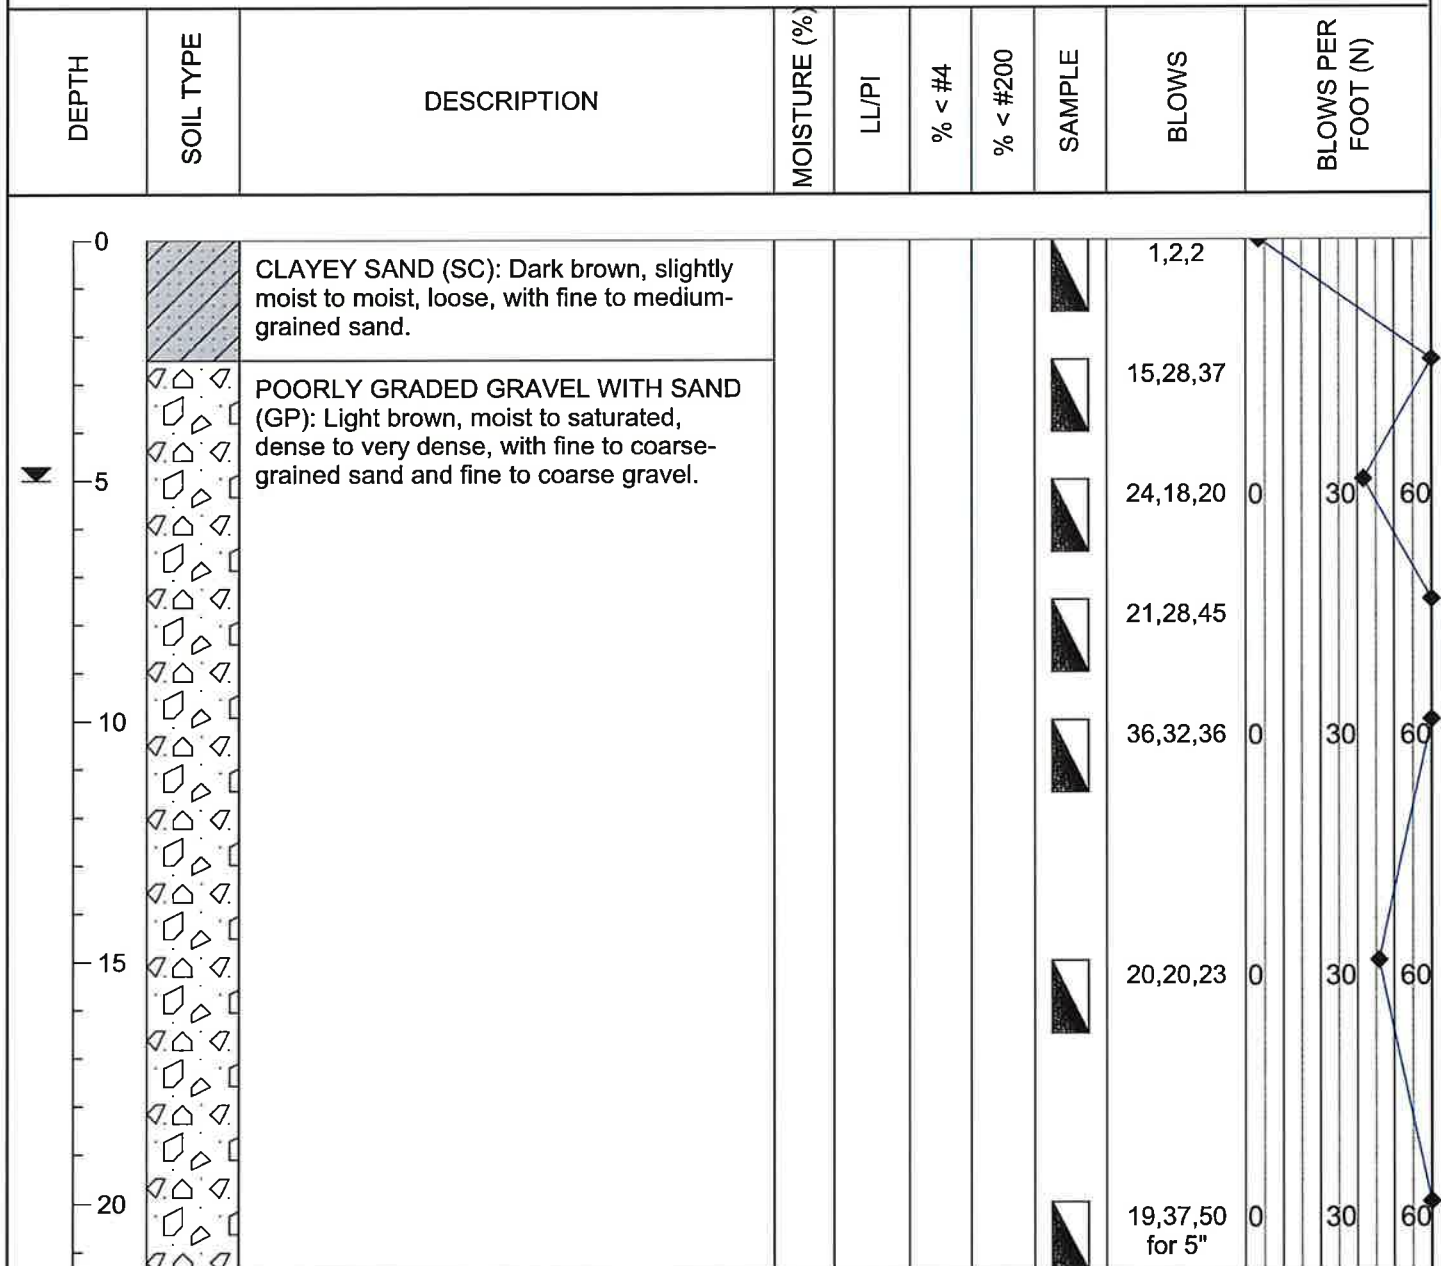 DEPTH
SOIL TYPE
DESCRIPTION
MOISTURE (%)
LL/PI
% < #4
% < #200
SAMPLE
BLOWS
BLOWS PER
FOOT (N)
0
CLAYEY SAND (SC): Dark brown, slightly
moist to moist, loose, with fine to medium-
grained sand.
1,2,2
POORLY GRADED GRAVEL WITH SAND
(GP): Light brown, moist to saturated,
dense to very dense, with fine to coarse-
grained sand and fine to coarse gravel.
15,28,37
5
24,18,20
0 30 60
21,28,45
10
36,32,36
0 30 60
15
20,20,23
0 30 60
20
19,37,50
for 5"
0 30 60